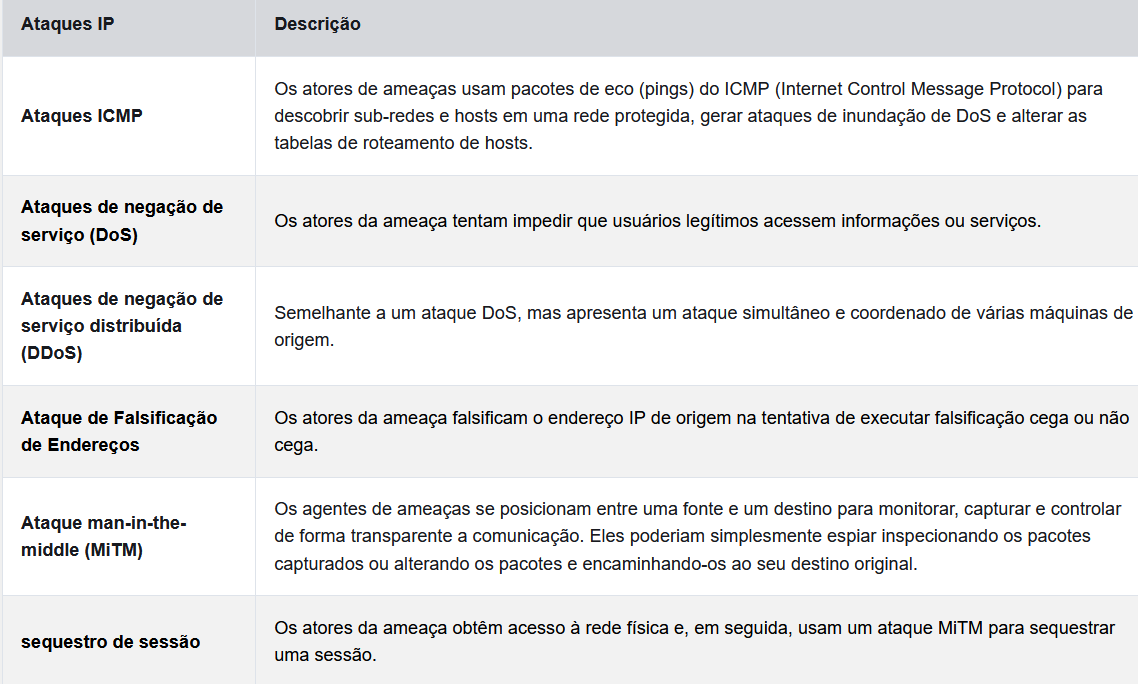 Ataques IP
Descrição
Ataques ICMP
Os atores de ameaças usam pacotes de eco (pings) do ICMP (Internet Control Message Protocol) para
descobrir sub-redes e hosts em uma rede protegida, gerar ataques de inundação de DoS e alterar as
tabelas de roteamento de hosts.
Ataques de negação de
serviço (DoS)
Os atores da ameaça tentam impedir que usuários legítimos acessem informações ou serviços.
Ataques de negação de
serviço distribuída
(DDoS)
Semelhante a um ataque DoS, mas apresenta um ataque simultâneo e coordenado de várias máquinas de
origem.
Ataque de Falsificação
de Endereços
Os atores da ameaça falsificam o endereço IP de origem na tentativa de executar falsificação cega ou não
cega.
Ataque man-in-the-
middle (MiTM)
Os agentes de ameaças se posicionam entre uma fonte e um destino para monitorar, capturar e controlar
de forma transparente a comunicação. Eles poderiam simplesmente espiar inspecionando os pacotes
capturados ou alterando os pacotes e encaminhando-os ao seu destino original.
sequestro de sessão
Os atores da ameaça obtêm acesso à rede física e, em seguida, usam um ataque MiTM para sequestrar
uma sessão.